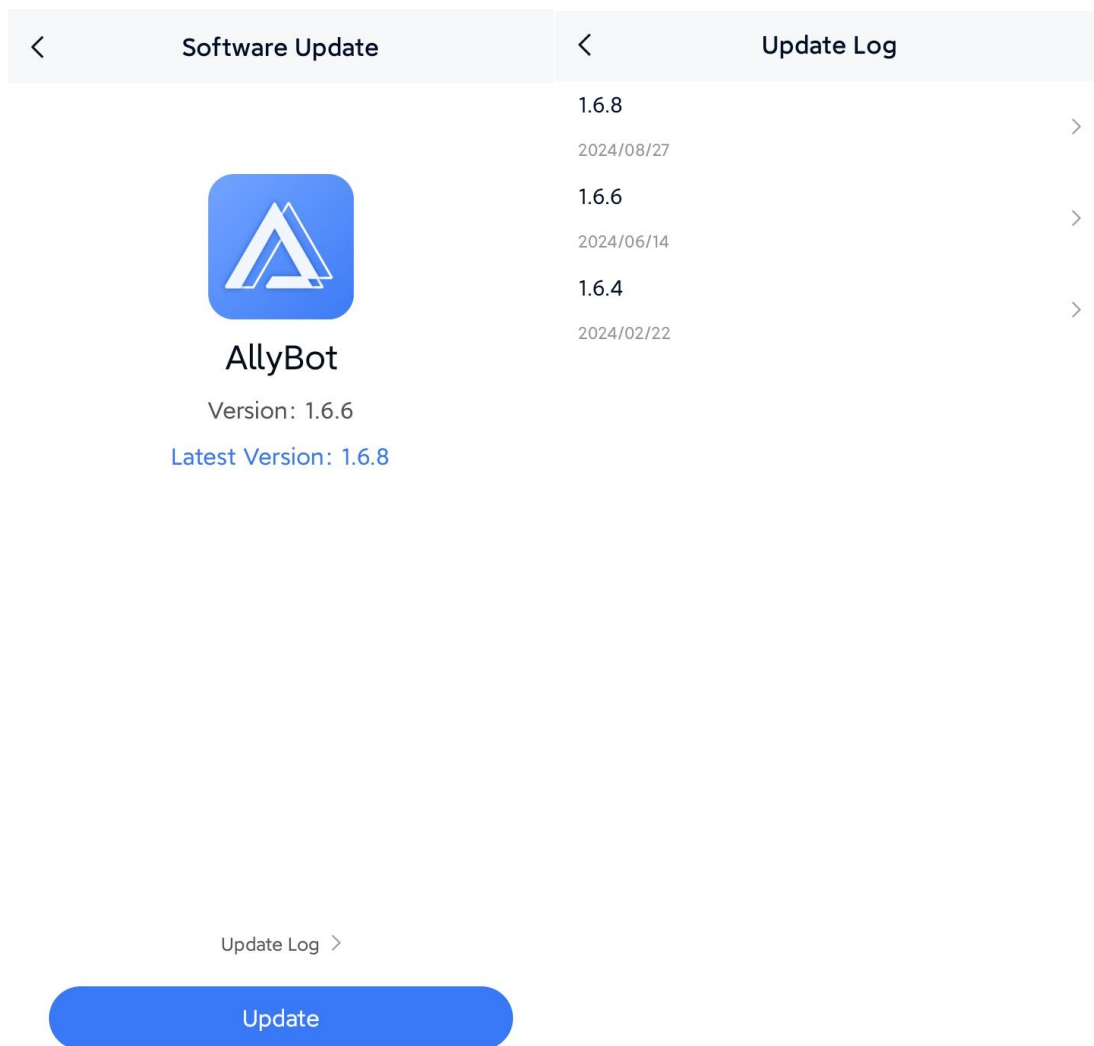 Software Update
AllyBot
Version: 1.6.6
Latest Version: 1.6.8
Update Log
Update
Update Log
1.6.8
2024/08/27
1.6.6
2024/06/14
1.6.4
2024/02/22